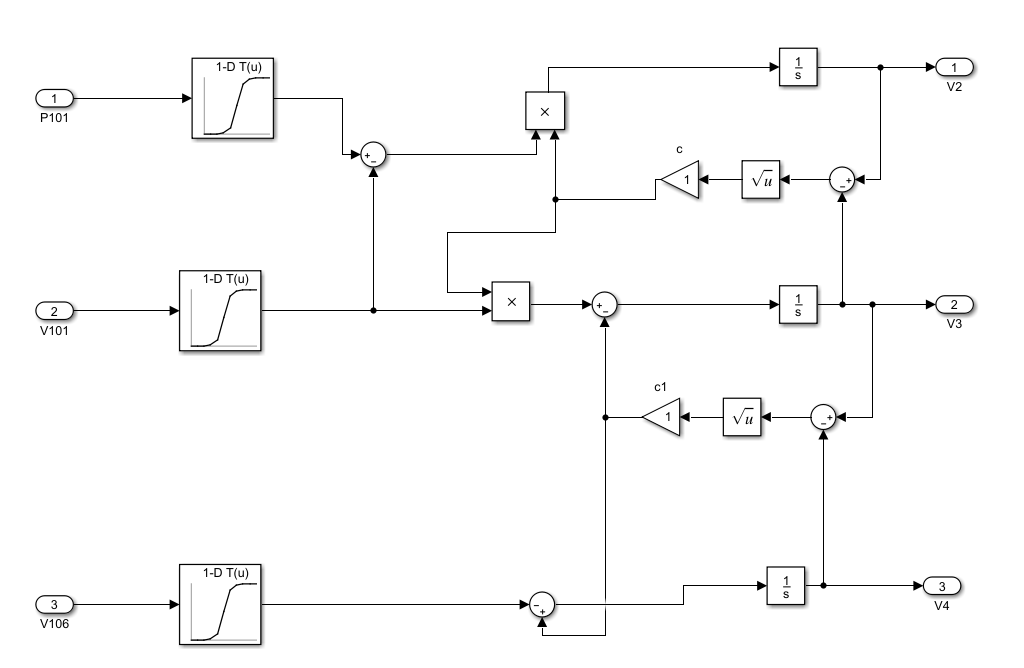 1-D T(u)
1
s
1
V2
1
P101
×
+
−
c
1
√u
−
+
1-D T(u)
2
V101
×
+
−
1
s
2
V3
c1
1
√u
−
+
1-D T(u)
3
V106
−
+
1
s
3
V4